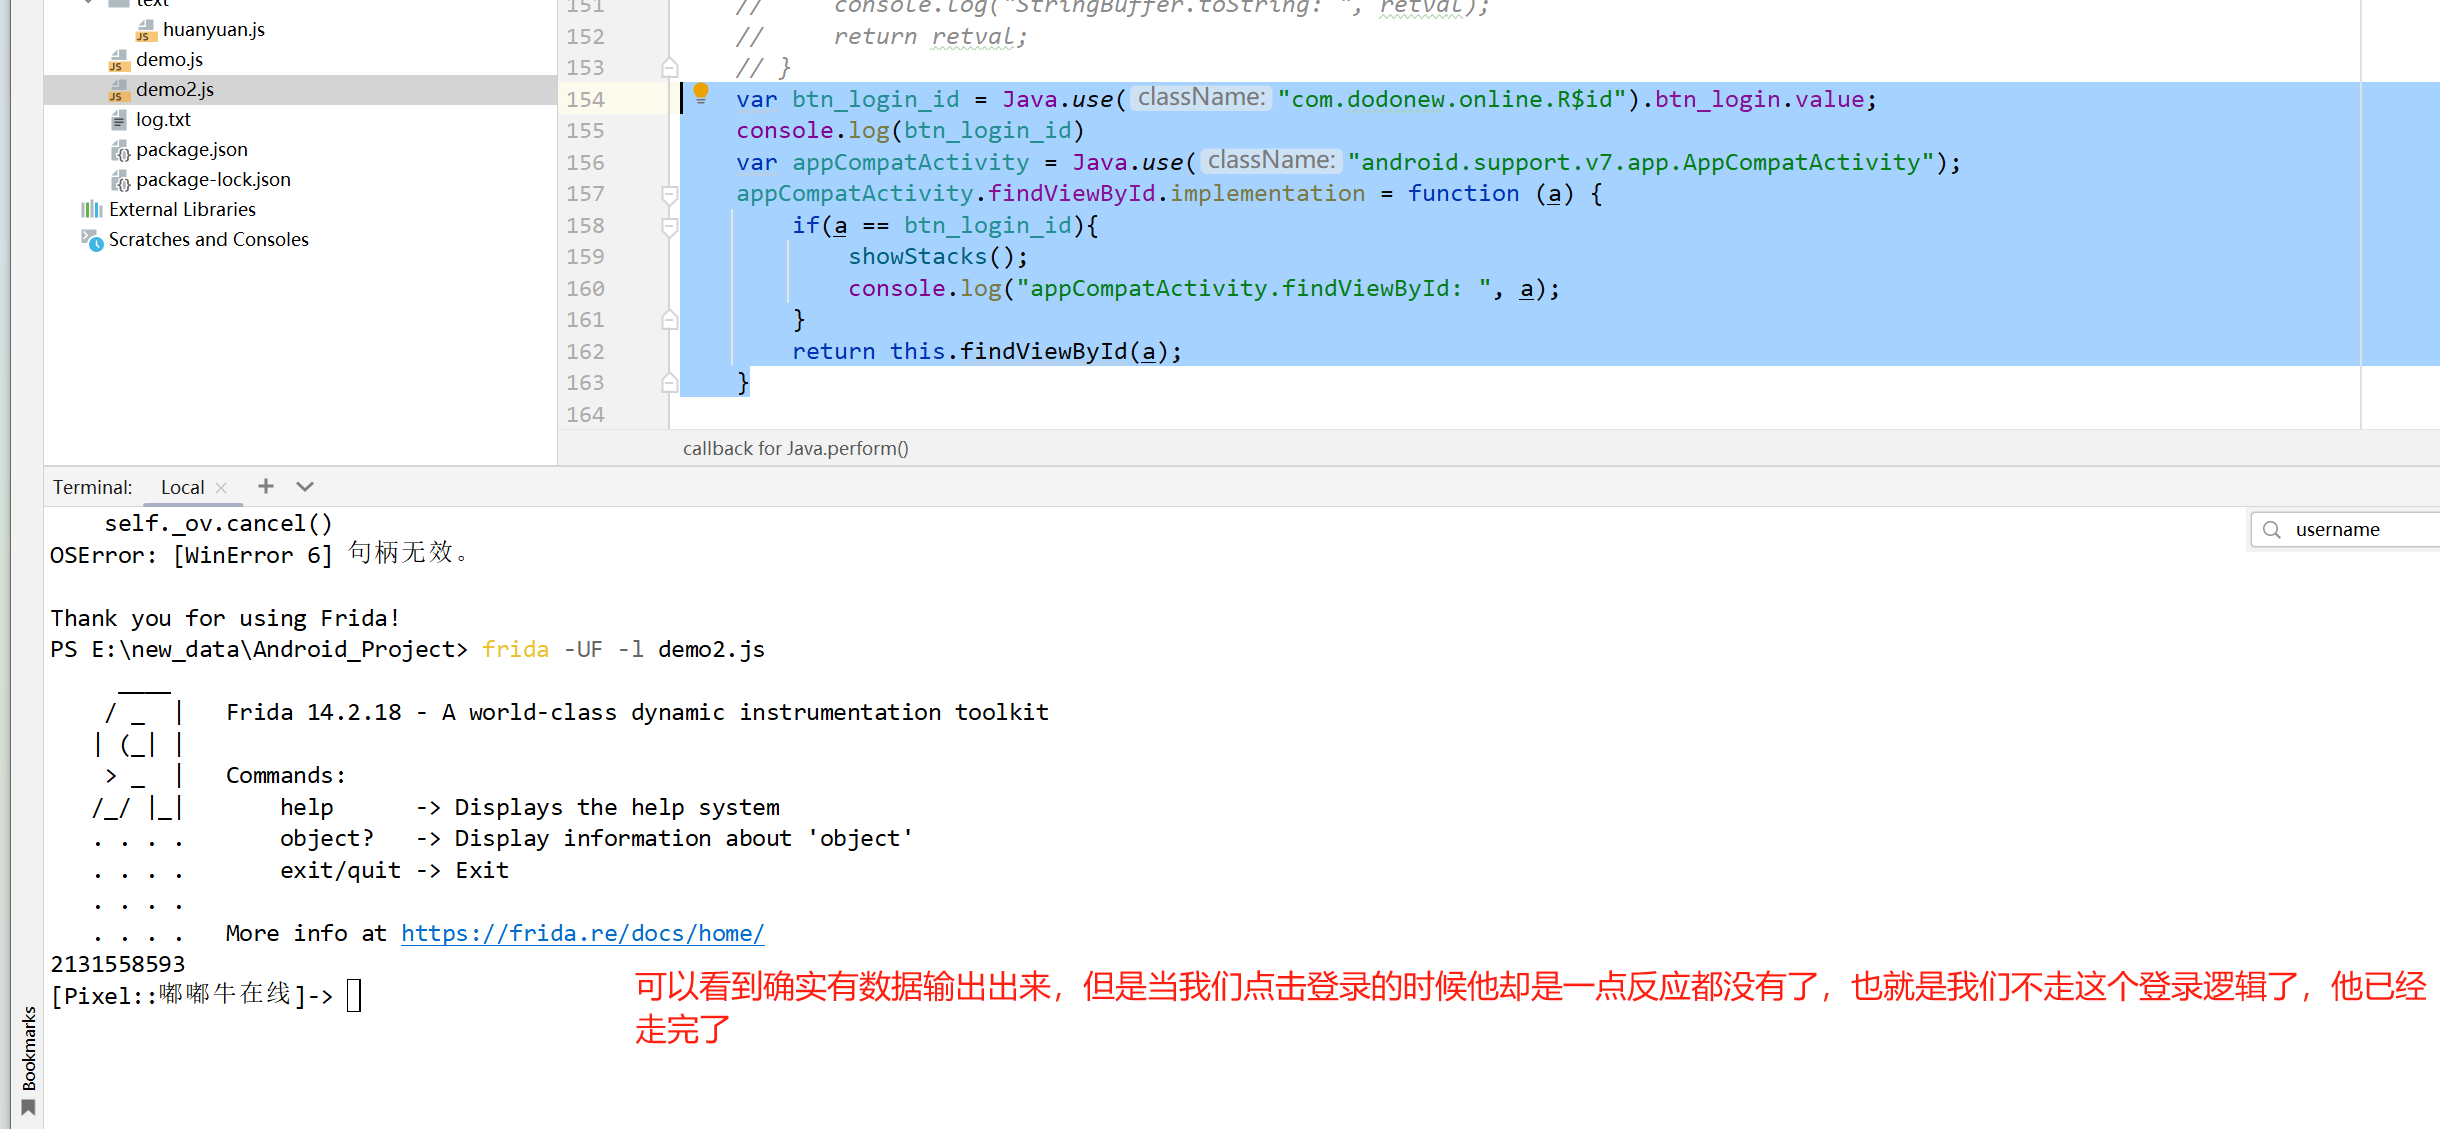 text
huanyuan.js
demo.js
demo2.js
log.txt
package.json
package-lock.json
External Libraries
Scratches and Consoles
151 //     console.log("StringBuffer.toString: ", retval);
152 //     return retval;
153 // }
154 var btn_login_id = Java.use( className: "com.dodonew.online.R$id").btn_login.value;
155 console.log(btn_login_id)
156 var appCompatActivity = Java.use( className: "android.support.v7.app.AppCompatActivity");
157 appCompatActivity.findViewById.implementation = function (a) {
158     if(a == btn_login_id){
159         showStacks();
160         console.log("appCompatActivity.findViewById: ", a);
161     }
162     return this.findViewById(a);
163 }
164
callback for Java.perform()
Terminal: Local
username
    self._ov.cancel()
OSError: [WinError 6] 句柄无效。
Thank you for using Frida!
PS E:\new_data\Android_Project> frida -UF -l demo2.js
     ____
    / _  |   Frida 14.2.18 - A world-class dynamic instrumentation toolkit
   | (_| |
    > _  |   Commands:
   /_/ |_|       help      -> Displays the help system
   . . . .       object?   -> Display information about 'object'
   . . . .       exit/quit -> Exit
   . . . .
   . . . .   More info at https://frida.re/docs/home/
2131558593
[Pixel::嘟嘟牛在线]->
可以看到确实有数据输出出来，但是当我们点击登录的时候他却是一点反应都没有了，也就是我们不走这个登录逻辑了，他已经
走完了
Bookmarks